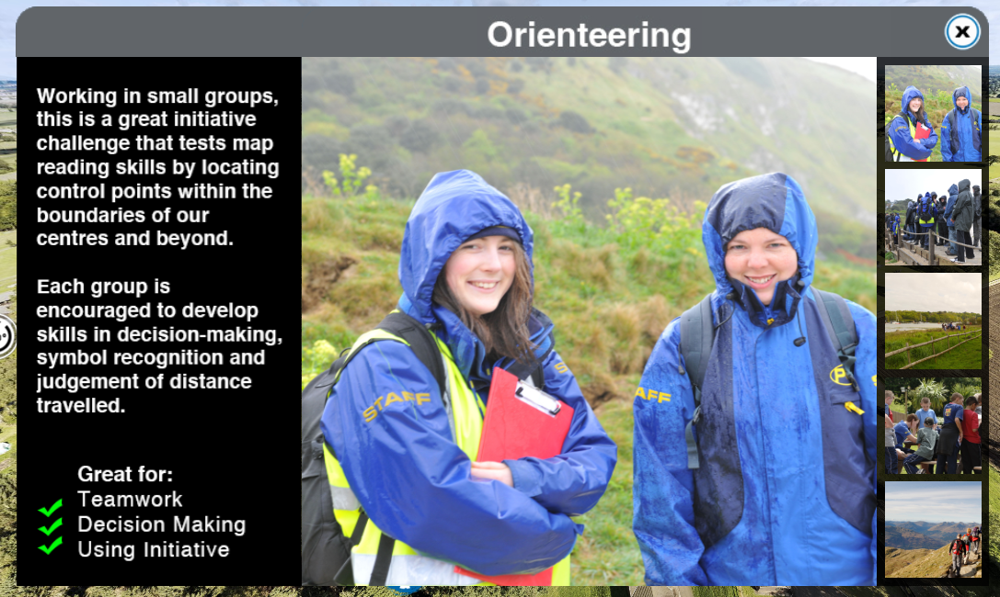 Orienteering
x
Working in small groups,
this is a great initiative
challenge that tests map
reading skills by locating
control points within the
boundaries of our
centres and beyond.
Each group is
encouraged to develop
skills in decision-making,
symbol recognition and
judgement of distance
travelled.
Great for:
Teamwork
Decision Making
Using Initiative
STAFF
AFF
P
S